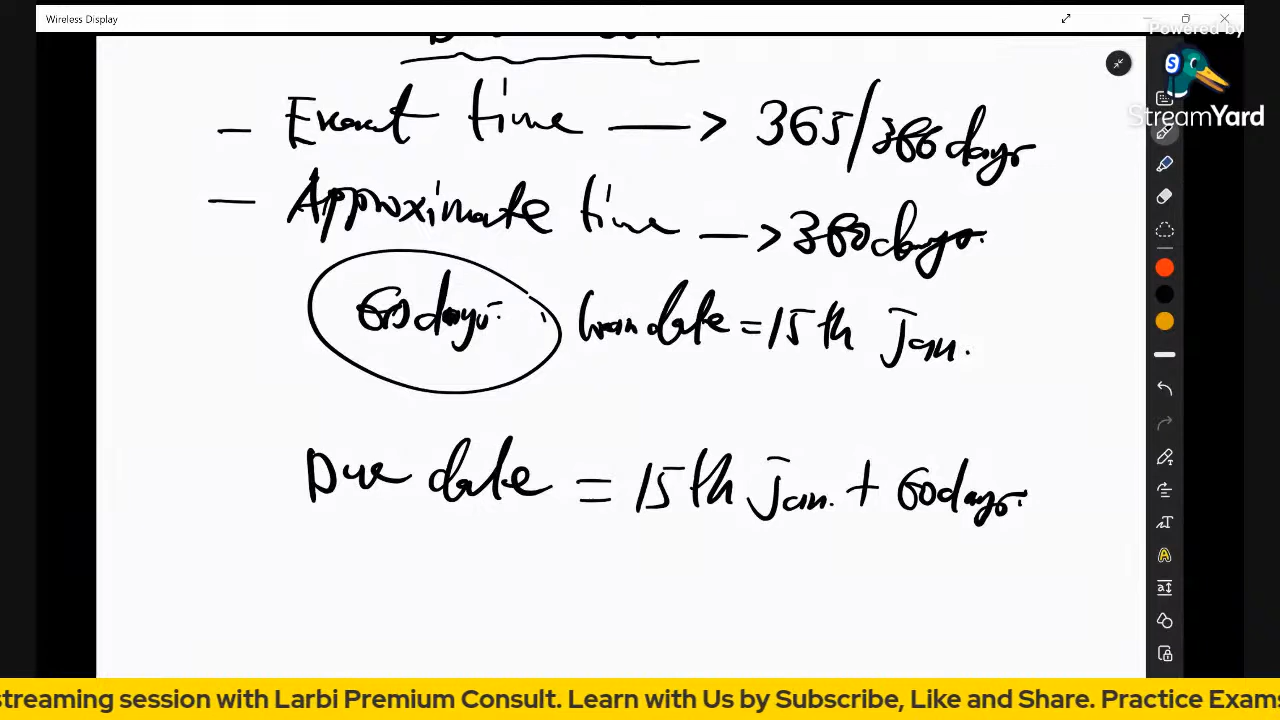 Wireless Display
Powered by
StreamYard
- Exact time —> 365/366 days
- Approximate time —> 360 days.
60 days. loan date = 15th Jan.
Due date = 15th Jan. + 60 days.
streaming session with Larbi Premium Consult. Learn with Us by Subscribe, Like and Share. Practice Exams